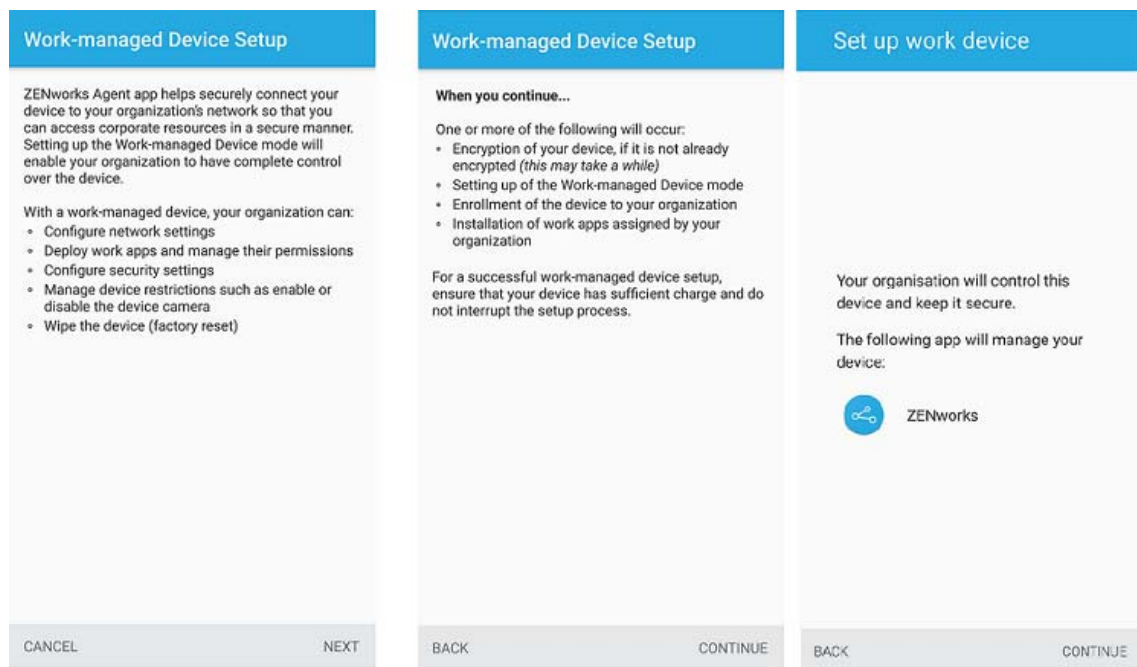 Work-managed Device Setup
ZENworks Agent app helps securely connect your
device to your organization's network so that you
can access corporate resources in a secure manner.
Setting up the Work-managed Device mode will
enable your organization to have complete control
over the device.
With a work-managed device, your organization can:
• Configure network settings
• Deploy work apps and manage their permissions
• Configure security settings
• Manage device restrictions such as enable or
disable the device camera
• Wipe the device (factory reset)
CANCEL NEXT
Work-managed Device Setup
When you continue...
One or more of the following will occur:
• Encryption of your device, if it is not already
encrypted (this may take a while)
• Setting up of the Work-managed Device mode
• Enrollment of the device to your organization
• Installation of work apps assigned by your
organization
For a successful work-managed device setup,
ensure that your device has sufficient charge and do
not interrupt the setup process.
BACK CONTINUE
Set up work device
Your organisation will control this
device and keep it secure.
The following app will manage your
device:
ZENworks
BACK CONTINUE